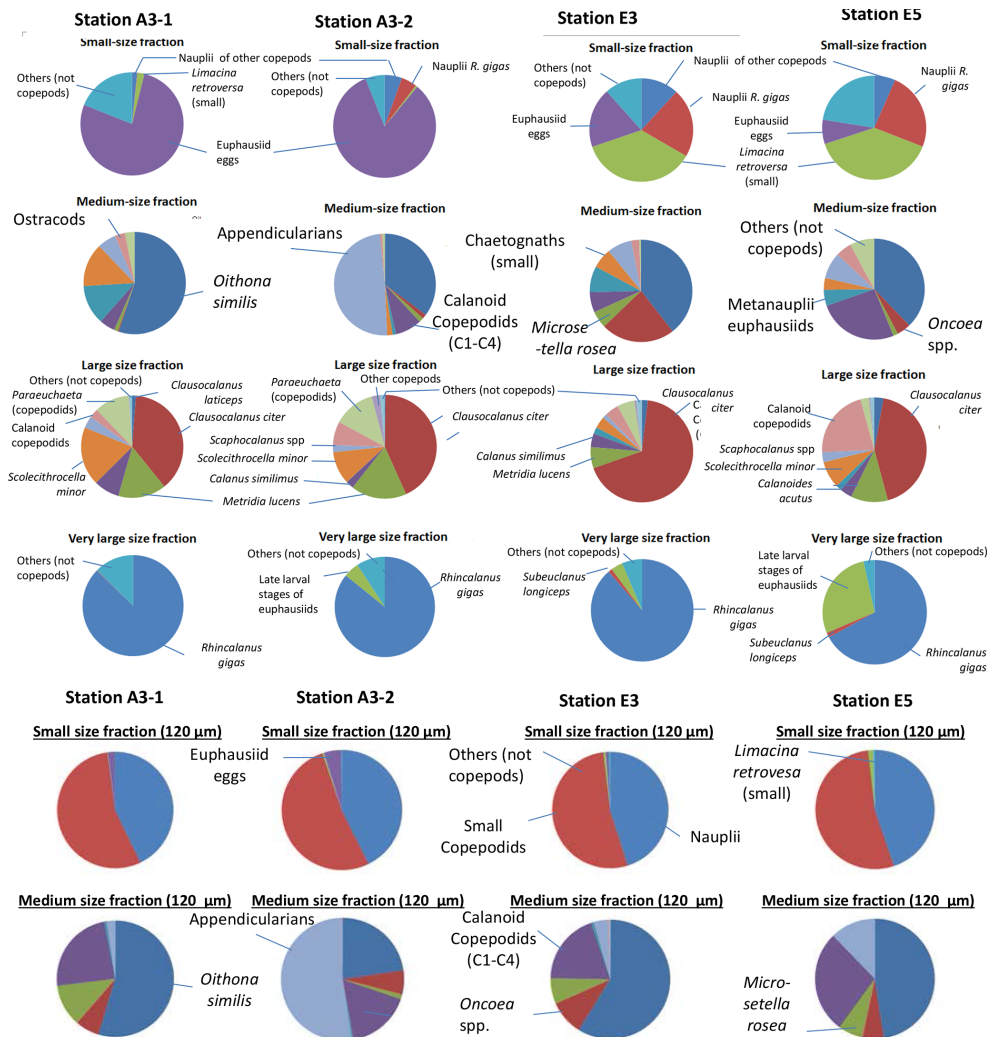 Station A3-1
Station A3-2
Station E3
Station E5
Small-size fraction
Small-size fraction
Small-size fraction
Small-size fraction
Nauplii of other copepods
Others (not
copepods)
Limacina
retroversa
(small)
Others (not
copepods)
Nauplii R. gigas
Euphausiid
eggs
Others (not
copepods)
Nauplii of other copepods
Nauplii R. gigas
Nauplii R.
gigas
Euphausiid
eggs
Euphausiid
eggs
Limacina
retroversa
(small)
Medium-size fraction
Medium-size fraction
Medium-size fraction
Medium-size fraction
Ostracods
Oithona
similis
Appendicularians
Calanoid
Copepodids
(C1-C4)
Chaetognaths
(small)
Microse
-tella rosea
Others (not
copepods)
Metanauplii
euphausiids
Oncoea
spp.
Large size fraction
Large size fraction
Large size fraction
Large size fraction
Others (not copepods)
Paraeuchaeta
(copepodids)
Calanoid
copepodids
Scolecithrocella
minor
Clausocalanus
laticeps
Clausocalanus citer
Paraeuchaeta
(copepodids)
Other copepods
Others (not copepods)
Clausocalanus citer
Scaphocalanus spp
Scolecithrocella minor
Calanus similimus
Metridia lucens
Clausocalanus
citer
Calanus similimus
Metridia lucens
Calanoid
copepodids
Clausocalanus
citer
Scaphocalanus spp
Scolecithrocella minor
Calanoides
acutus
Very large size fraction
Very large size fraction
Very large size fraction
Very large size fraction
Others (not
copepods)
Rhincalanus
gigas
Others (not copepods)
Late larval
stages of
euphausiids
Rhincalanus
gigas
Others (not copepods)
Subeuclanus
longiceps
Rhincalanus
gigas
Late larval
stages of
euphausiids
Others (not copepods)
Subeuclanus
longiceps
Rhincalanus
gigas
Station A3-1
Station A3-2
Station E3
Station E5
Small size fraction (120 µm)
Small size fraction (120 µm)
Small size fraction (120 µm)
Small size fraction (120 µm)
Euphausiid
eggs
Others (not
copepods)
Small
Copepodids
Nauplii
Limacina
retrovesa
(small)
Medium size fraction (120 µm)
Medium size fraction (120 µm)
Medium size fraction (120 µm)
Medium size fraction (120 µm)
Oithona
similis
Appendicularians
Calanoid
Copepodids
(C1-C4)
Oncoea
spp.
Micro-
setella
rosea